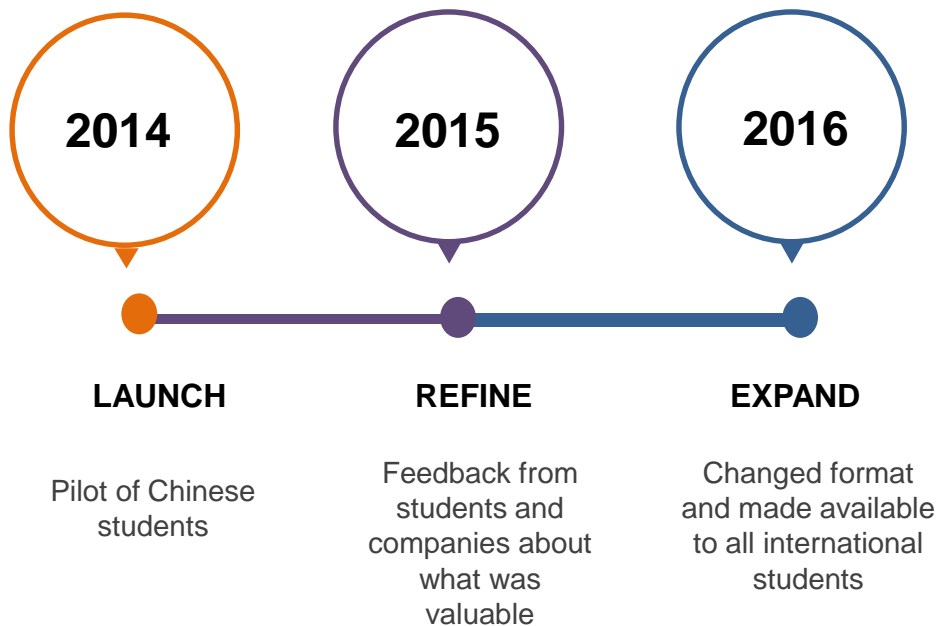 2014
2015
2016
LAUNCH
REFINE
EXPAND
Pilot of Chinese
students
Feedback from
students and
companies about
what was
valuable
Changed format
and made available
to all international
students